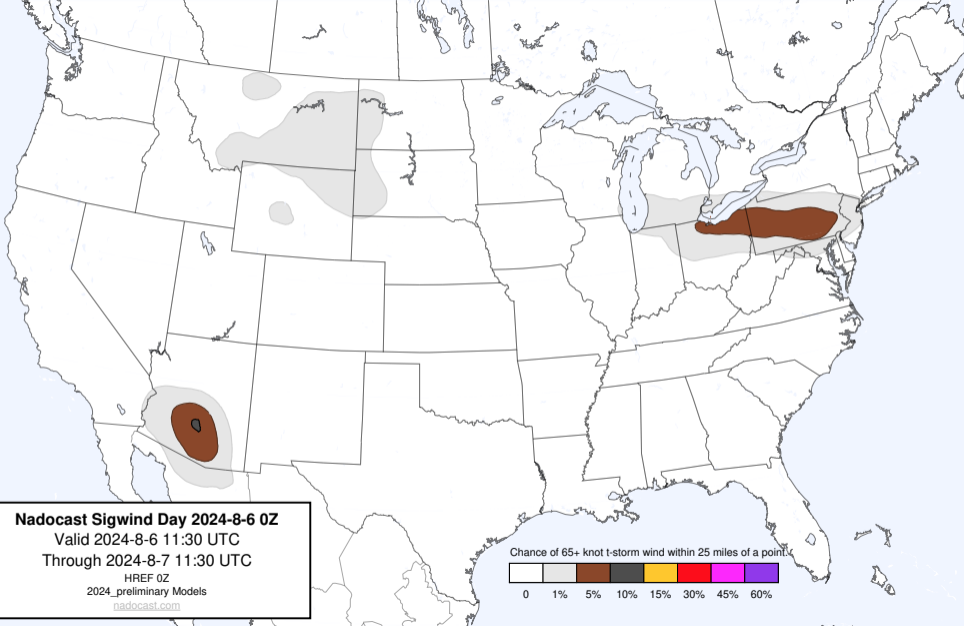 Nadocast Sigwind Day 2024-8-6 0Z
Valid 2024-8-6 11:30 UTC
Through 2024-8-7 11:30 UTC
HREF 0Z
2024_preliminary Models
nadocast.com
Chance of 65+ knot t-storm wind within 25 miles of a point.
0 1% 5% 10% 15% 30% 45% 60%